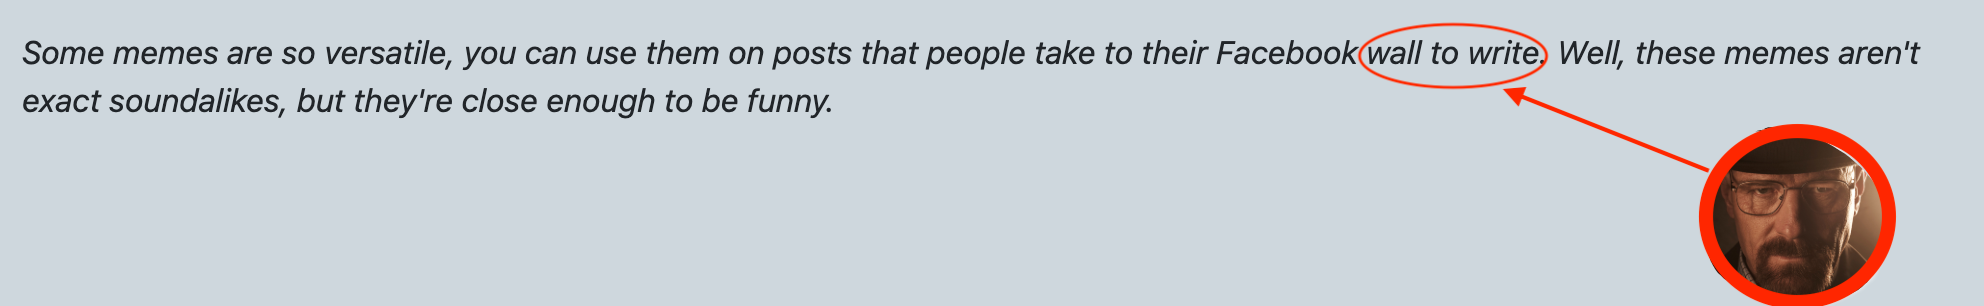 Some memes are so versatile, you can use them on posts that people take to their Facebook wall to write. Well, these memes aren't
exact soundalikes, but they're close enough to be funny.